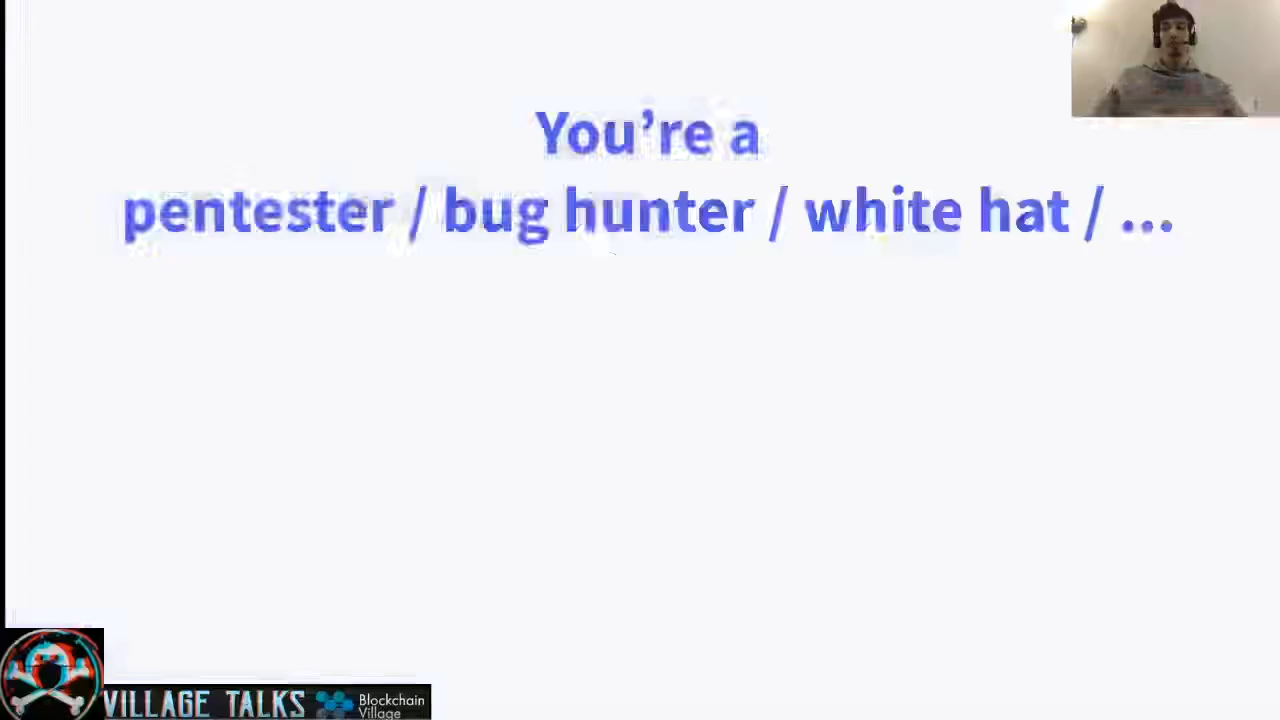 You’re a
pentester / bug hunter / white hat / ...
VILLAGE TALKS
Blockchain
Village